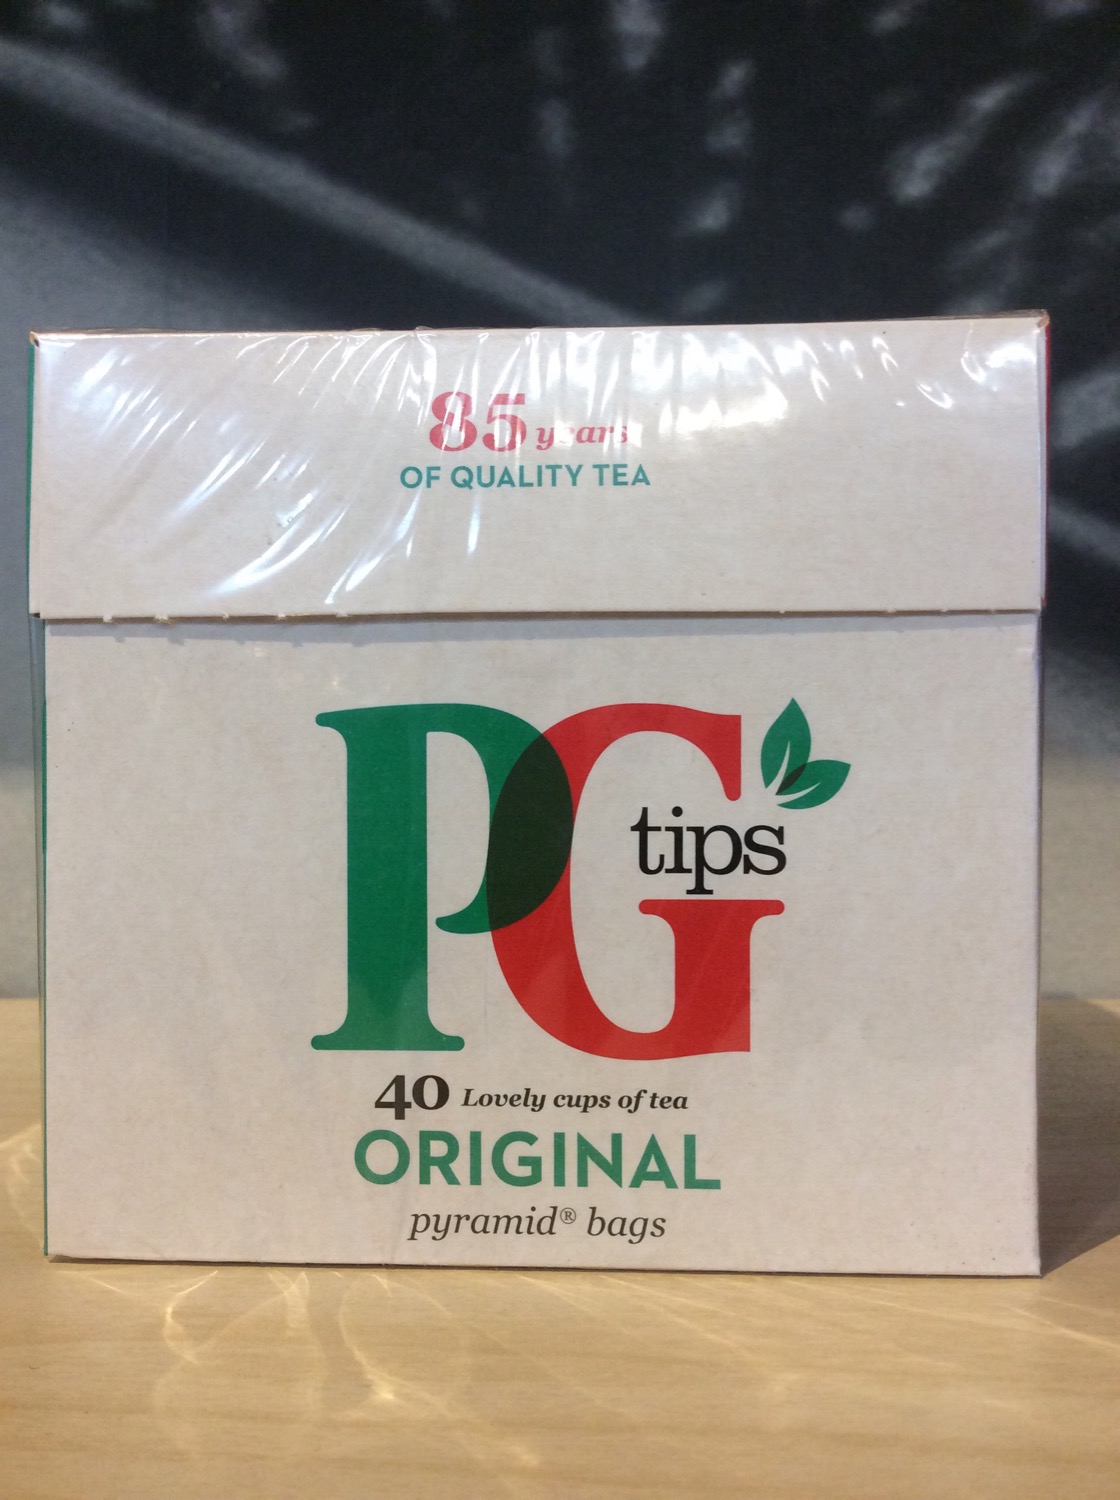 85 years
OF QUALITY TEA
PG
tips
40 Lovely cups of tea
ORIGINAL
pyramid® bags